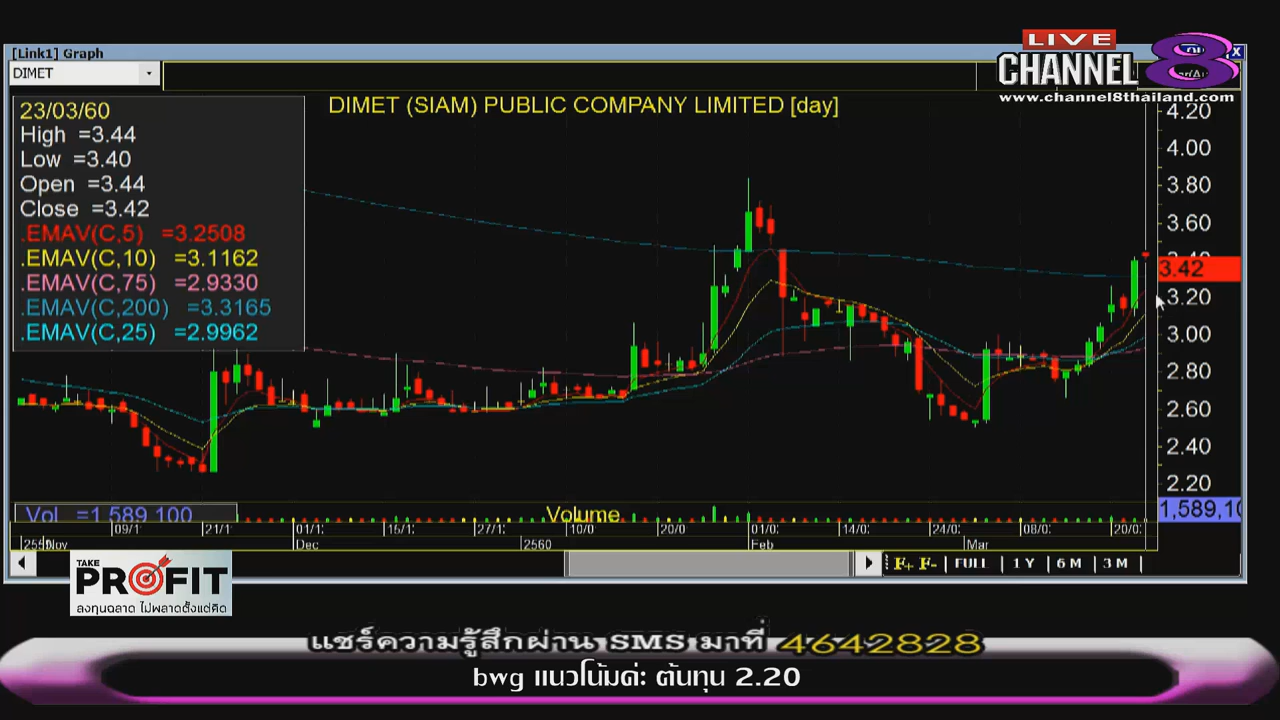 [Link1] Graph
DIMET
LIVE
CHANNEL 8
www.channel8thailand.com
DIMET (SIAM) PUBLIC COMPANY LIMITED [day]
23/03/60
High =3.44
Low =3.40
Open =3.44
Close =3.42
.EMAV(C,5) =3.2508
.EMAV(C,10) =3.1162
.EMAV(C,75) =2.9330
.EMAV(C,200) =3.3165
.EMAV(C,25) =2.9962
4.20
4.00
3.80
3.60
3.42
3.20
3.00
2.80
2.60
2.40
2.20
Vol =1,589,100
Volume
1,589,10
09/1 21/1 01/1 16/1 27/1 10/0 20/0 01/0 14/0 24/0 08/0 20/0
Nov Dec 2560 Feb Mar
F+ F- FULL 1 Y 6 M 3 M
TAKE
PROFIT
ลงทุนฉลาด ไม่พลาดตั้งแต่คิด
แชร์ความรู้สึกผ่าน SMS มาที่ 4642828
bwg แนวโน้มค่ะ ต้นทุน 2.20